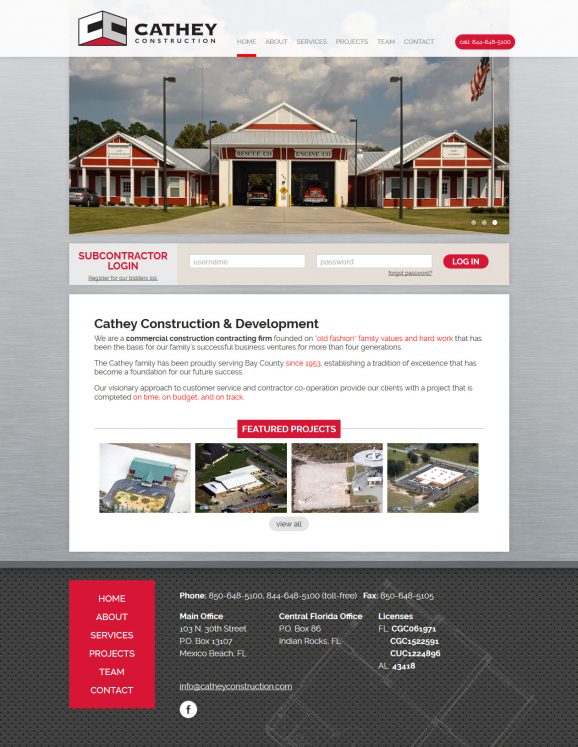 CATHEY
CONSTRUCTION
HOME ABOUT SERVICES PROJECTS TEAM CONTACT
call: 844-648-5100
RESCUE CO ENGINE CO
SUBCONTRACTOR
LOGIN
Register for our bidders list.
username
password
LOG IN
forgot password?
Cathey Construction & Development
We are a commercial construction contracting firm founded on "old fashion" family values and hard work that has
been the basis for our family's successful business ventures for more than four generations.
The Cathey family has been proudly serving Bay County since 1953, establishing a tradition of excellence that has
become a foundation for our future success.
Our visionary approach to customer service and contractor co-operation provide our clients with a project that is
completed on time, on budget, and on track.
FEATURED PROJECTS
view all
HOME
ABOUT
SERVICES
PROJECTS
TEAM
CONTACT
Phone: 850-648-5100, 844-648-5100 (toll-free) Fax: 850-648-5105
Main Office
103 N. 30th Street
P.O. Box 13107
Mexico Beach, FL
Central Florida Office
P.O. Box 86
Indian Rocks, FL
Licenses
FL: CGC061971
CGC1522591
CUC1224896
AL: 43418
info@catheyconstruction.com